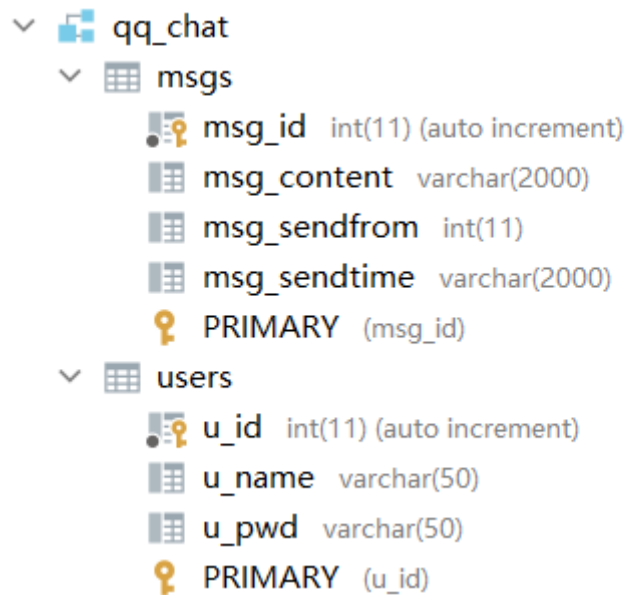 qq_chat
msgs
msg_id int(11) (auto increment)
msg_content varchar(2000)
msg_sendfrom int(11)
msg_sendtime varchar(2000)
PRIMARY (msg_id)
users
u_id int(11) (auto increment)
u_name varchar(50)
u_pwd varchar(50)
PRIMARY (u_id)